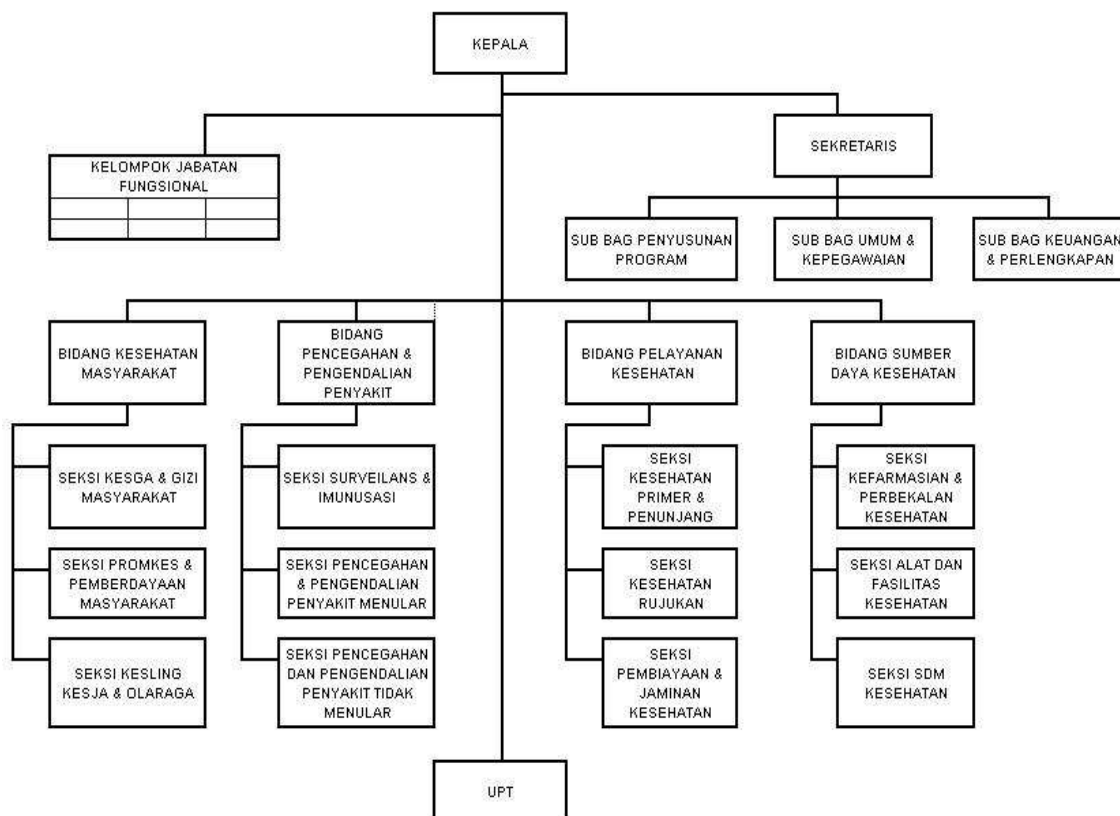 KEPALA
KELOMPOK JABATAN
FUNGSIONAL
SEKRETARIS
SUB BAG PENYUSUNAN
PROGRAM
SUB BAG UMUM &
KEPEGAWAIAN
SUB BAG KEUANGAN
& PERLENGKAPAN
BIDANG KESEHATAN
MASYARAKAT
BIDANG
PENCEGAHAN &
PENGENDALIAN
PENYAKIT
BIDANG PELAYANAN
KESEHATAN
BIDANG SUMBER
DAYA KESEHATAN
SEKSI KESGA & GIZI
MASYARAKAT
SEKSI SURVEILANS &
IMUNUSASI
SEKSI
KESEHATAN
PRIMER &
PENUNJANG
SEKSI
KEFARMASIAN &
PERBEKALAN
KESEHATAN
SEKSI PROMKES &
PEMBERDAYAAN
MASYARAKAT
SEKSI PENCEGAHAN
& PENGENDALIAN
PENYAKIT MENULAR
SEKSI
KESEHATAN
RUJUKAN
SEKSI ALAT DAN
FASILITAS
KESEHATAN
SEKSI KESLING
KESJA & OLARAGA
SEKSI PENCEGAHAN
DAN PENGENDALIAN
PENYAKIT TIDAK
MENULAR
SEKSI
PEMBIAYAAN &
JAMINAN
KESEHATAN
SEKSI SDM
KESEHATAN
UPT